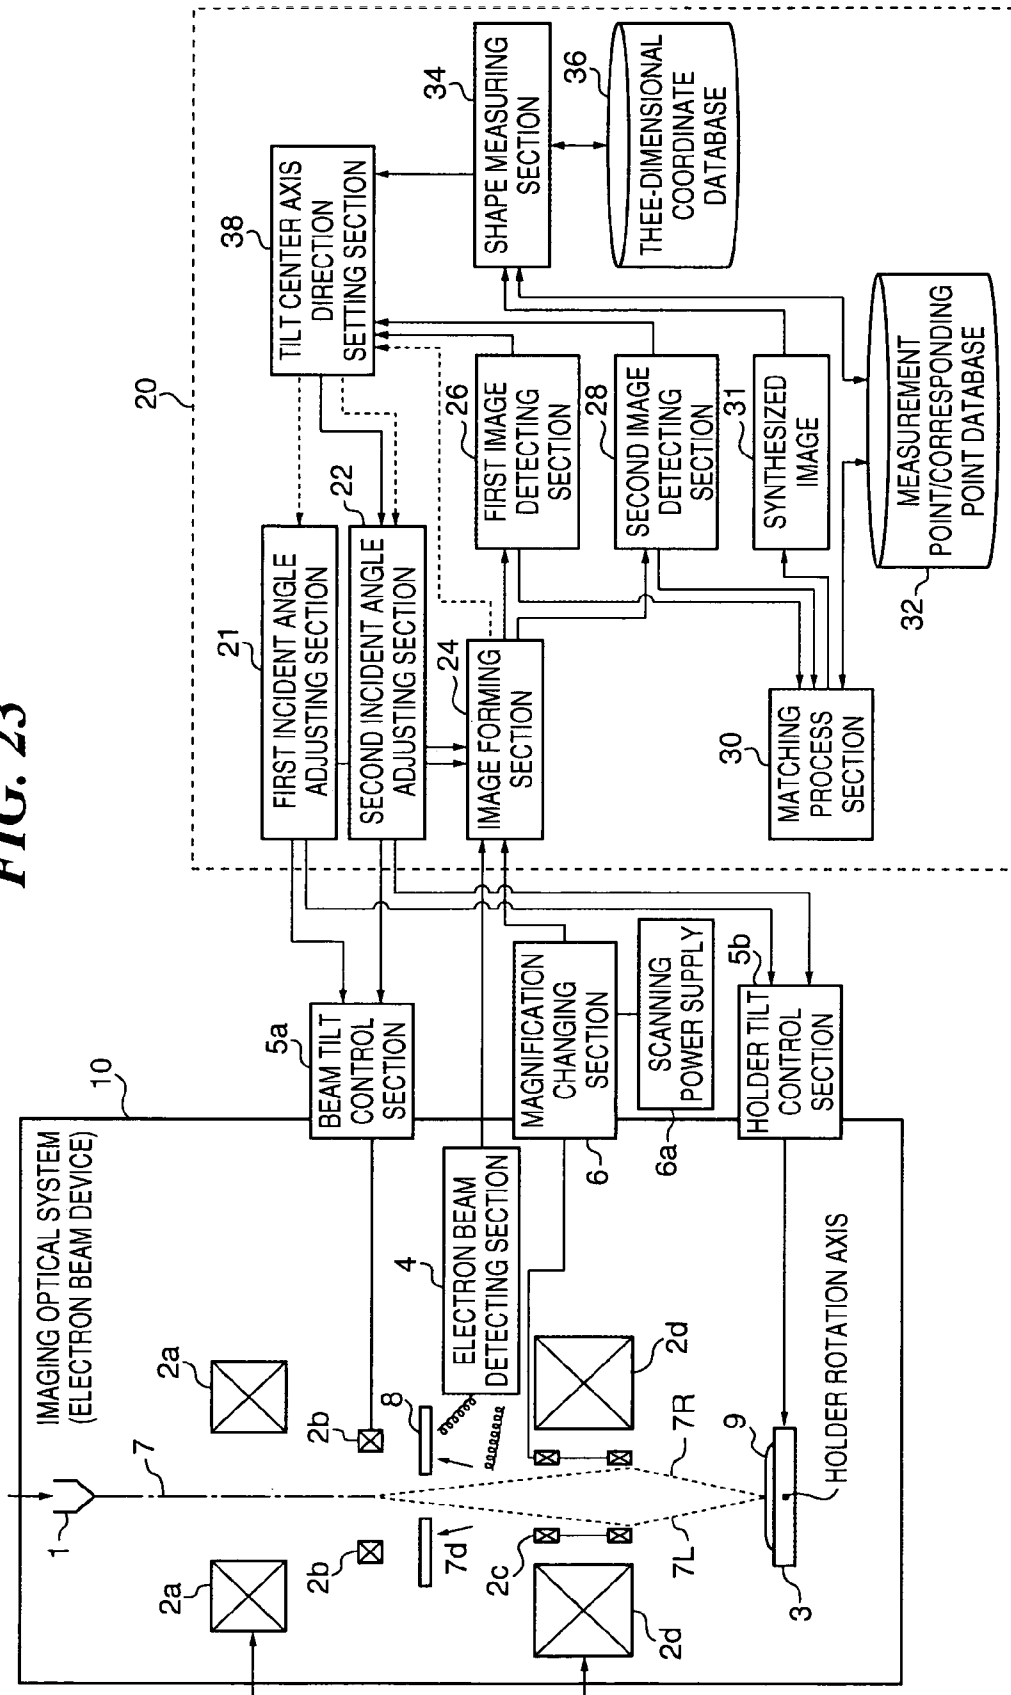 FIG. 23
IMAGING OPTICAL SYSTEM
(ELECTRON BEAM DEVICE)
10
1
7
2a
2a
2b
2b
8
7d
4
ELECTRON BEAM
DETECTING SECTION
2c
2d
2d
7R
7L
9
3
HOLDER ROTATION AXIS
5a
BEAM TILT
CONTROL
SECTION
MAGNIFICATION
CHANGING
SECTION
6
SCANNING
POWER SUPPLY
6a
5b
HOLDER TILT
CONTROL
SECTION
20
21
FIRST INCIDENT ANGLE
ADJUSTING SECTION
22
SECOND INCIDENT ANGLE
ADJUSTING SECTION
24
IMAGE FORMING
SECTION
26
FIRST IMAGE
DETECTING
SECTION
28
SECOND IMAGE
DETECTING
SECTION
30
MATCHING
PROCESS
SECTION
31
SYNTHESIZED
IMAGE
32
MEASUREMENT
POINT/CORRESPONDING
POINT DATABASE
34
SHAPE MEASURING
SECTION
36
THEE-DIMENSIONAL
COORDINATE
DATABASE
38
TILT CENTER AXIS
DIRECTION
SETTING SECTION